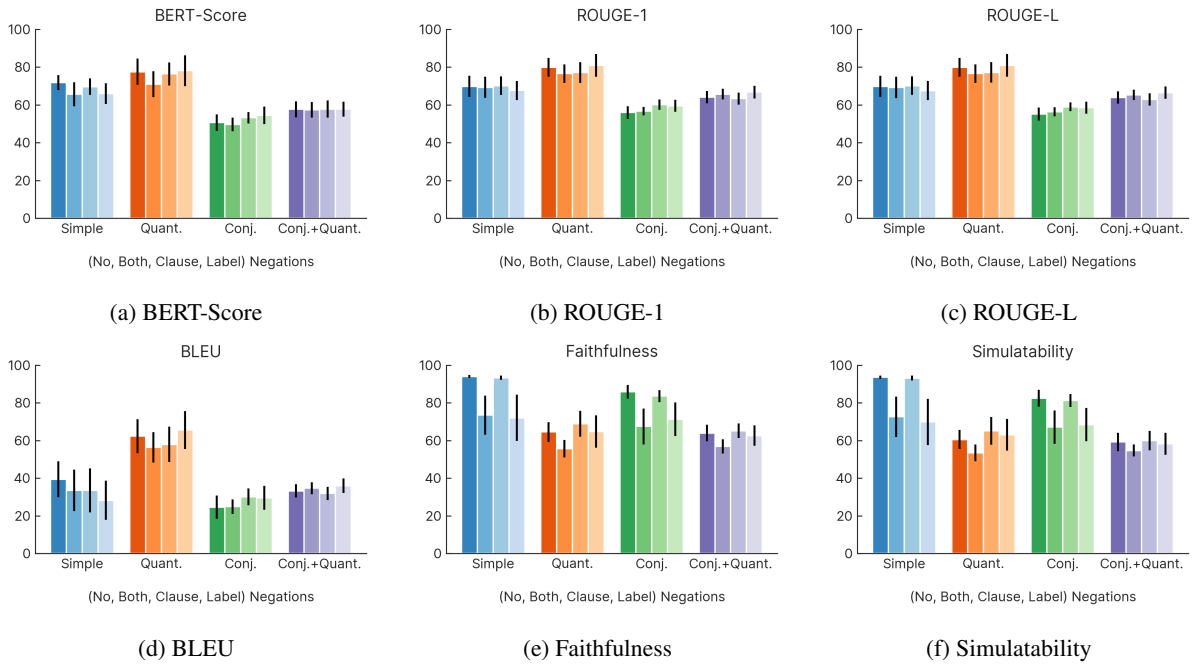 BERT-Score
100
80
60
40
20
0
Simple Quant. Conj. Conj.+Quant.
(No, Both, Clause, Label) Negations
(a) BERT-Score
ROUGE-1
100
80
60
40
20
0
Simple Quant. Conj. Conj.+Quant.
(No, Both, Clause, Label) Negations
(b) ROUGE-1
ROUGE-L
100
80
60
40
20
0
Simple Quant. Conj. Conj.+Quant.
(No, Both, Clause, Label) Negations
(c) ROUGE-L
BLEU
100
80
60
40
20
0
Simple Quant. Conj. Conj.+Quant.
(No, Both, Clause, Label) Negations
(d) BLEU
Faithfulness
100
80
60
40
20
0
Simple Quant. Conj. Conj.+Quant.
(No, Both, Clause, Label) Negations
(e) Faithfulness
Simulatability
100
80
60
40
20
0
Simple Quant. Conj. Conj.+Quant.
(No, Both, Clause, Label) Negations
(f) Simulatability